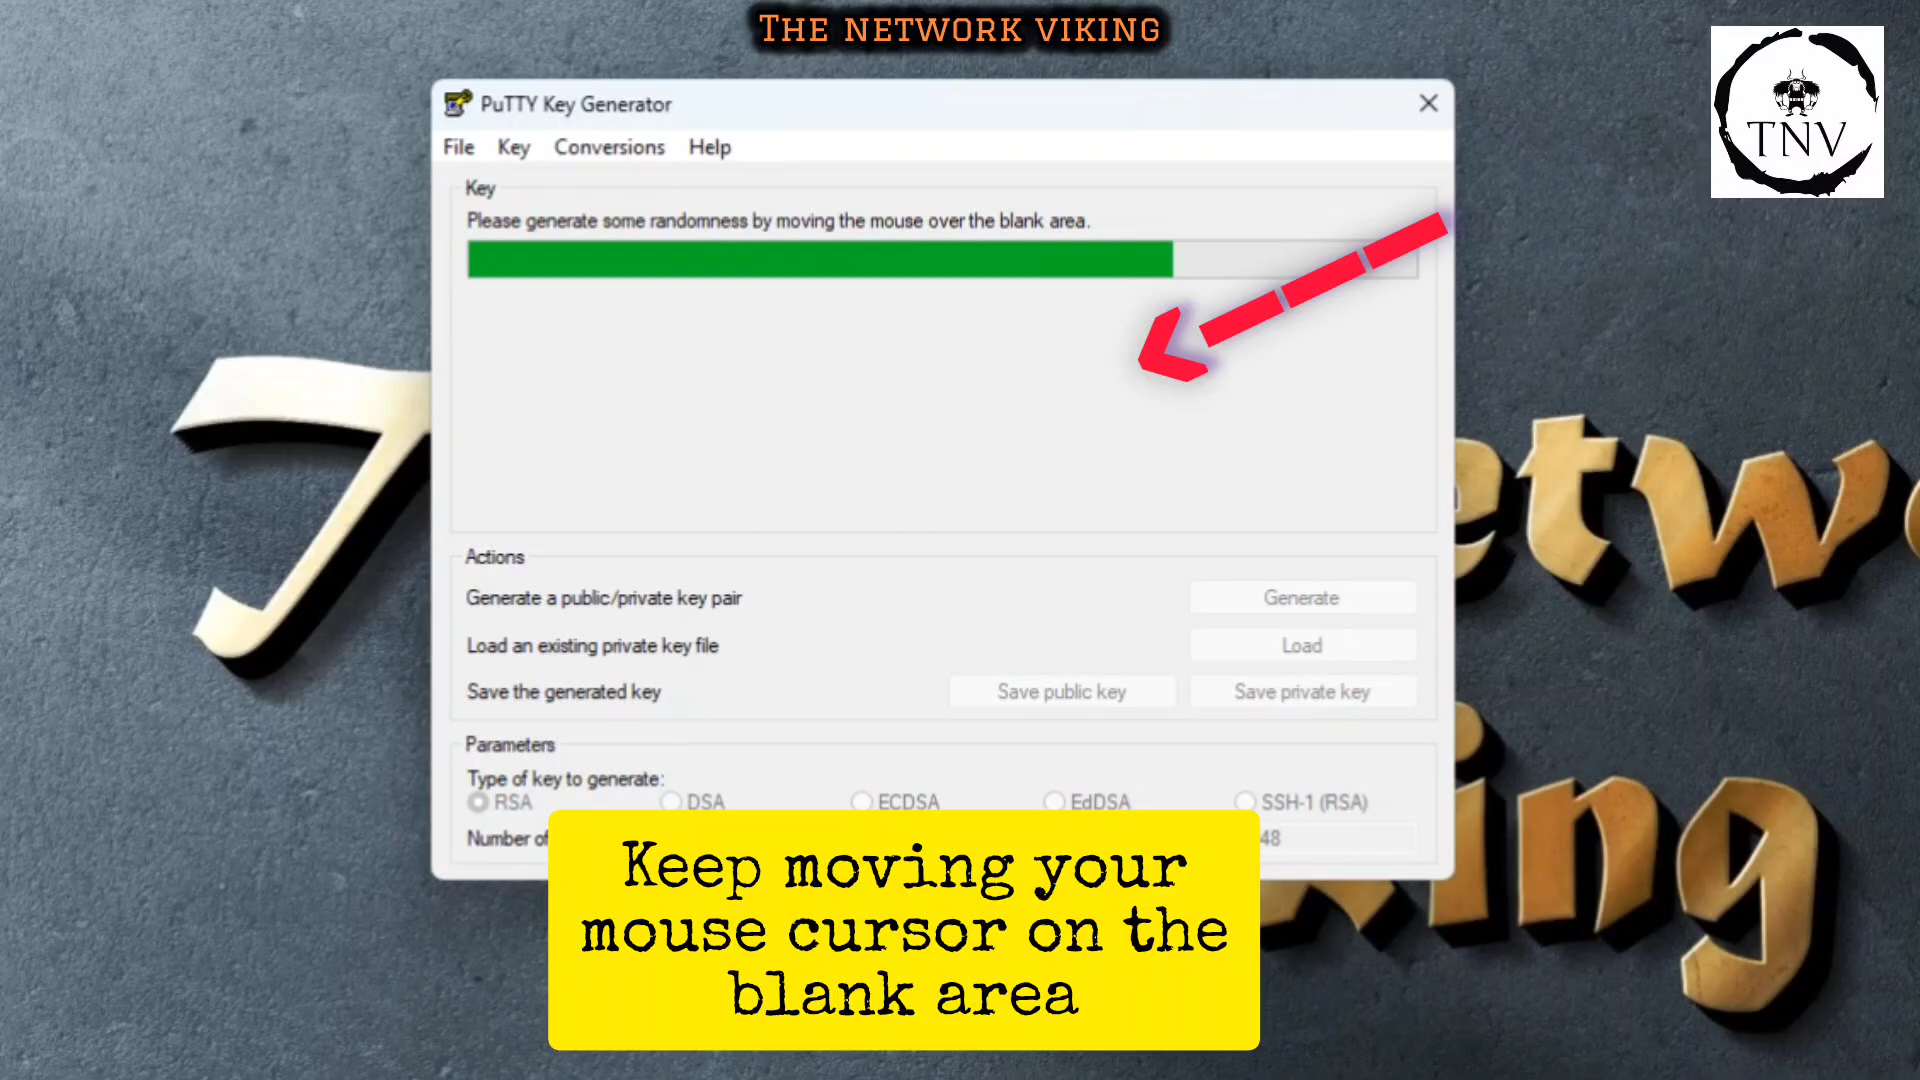 The network viking
TNV
PuTTY Key Generator
File Key Conversions Help
Key
Please generate some randomness by moving the mouse over the blank area.
Actions
Generate a public/private key pair
Generate
Load an existing private key file
Load
Save the generated key
Save public key
Save private key
Parameters
Type of key to generate:
RSA DSA ECDSA EdDSA SSH-1 (RSA)
Number of
48
Keep moving your
mouse cursor on the
blank area